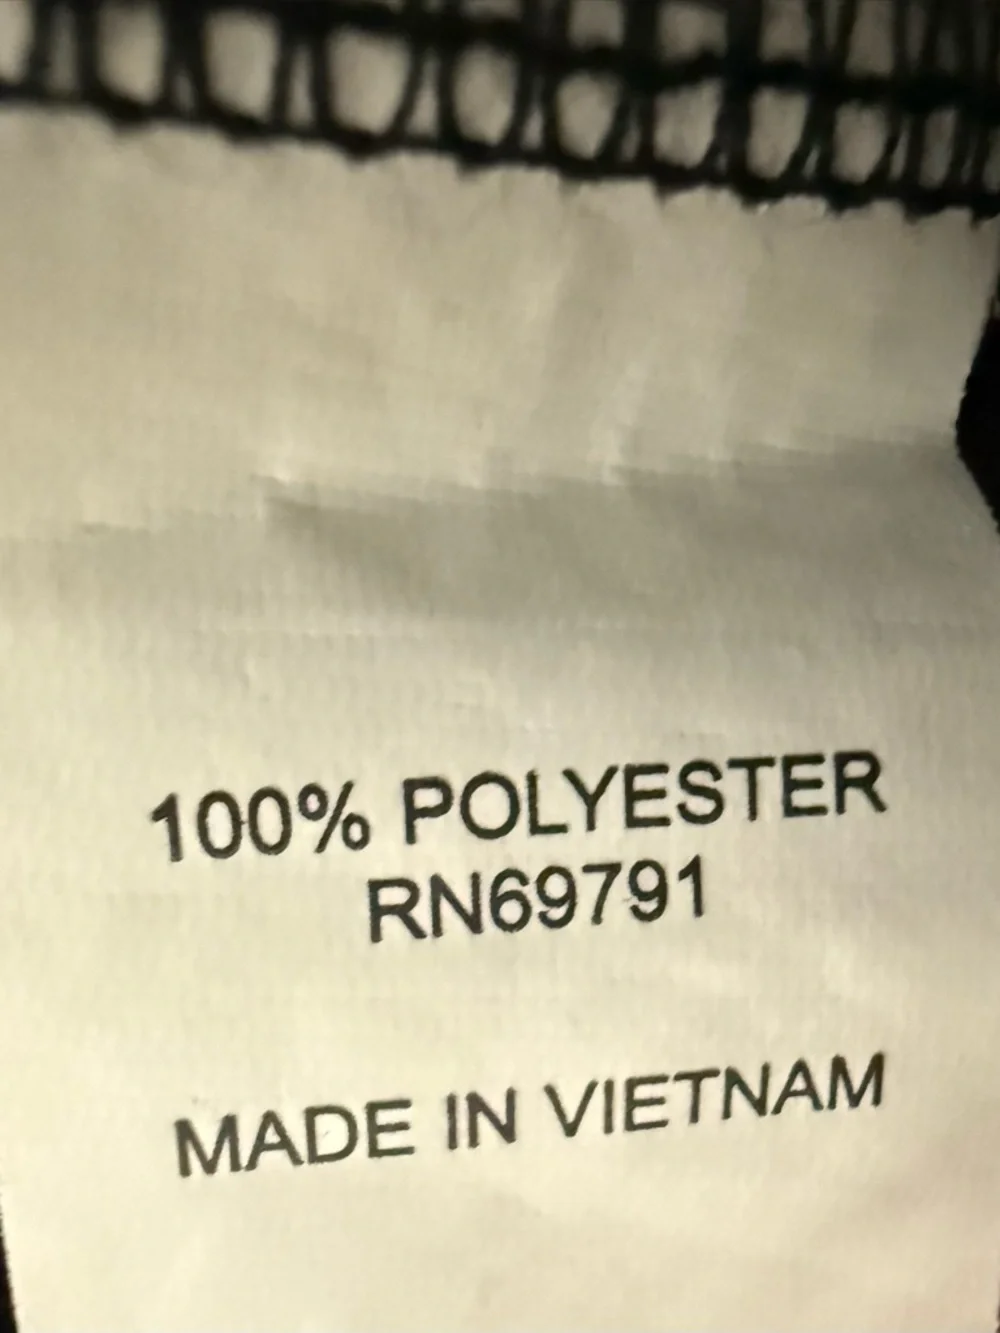 100% POLYESTER
RN69791
MADE IN VIETNAM